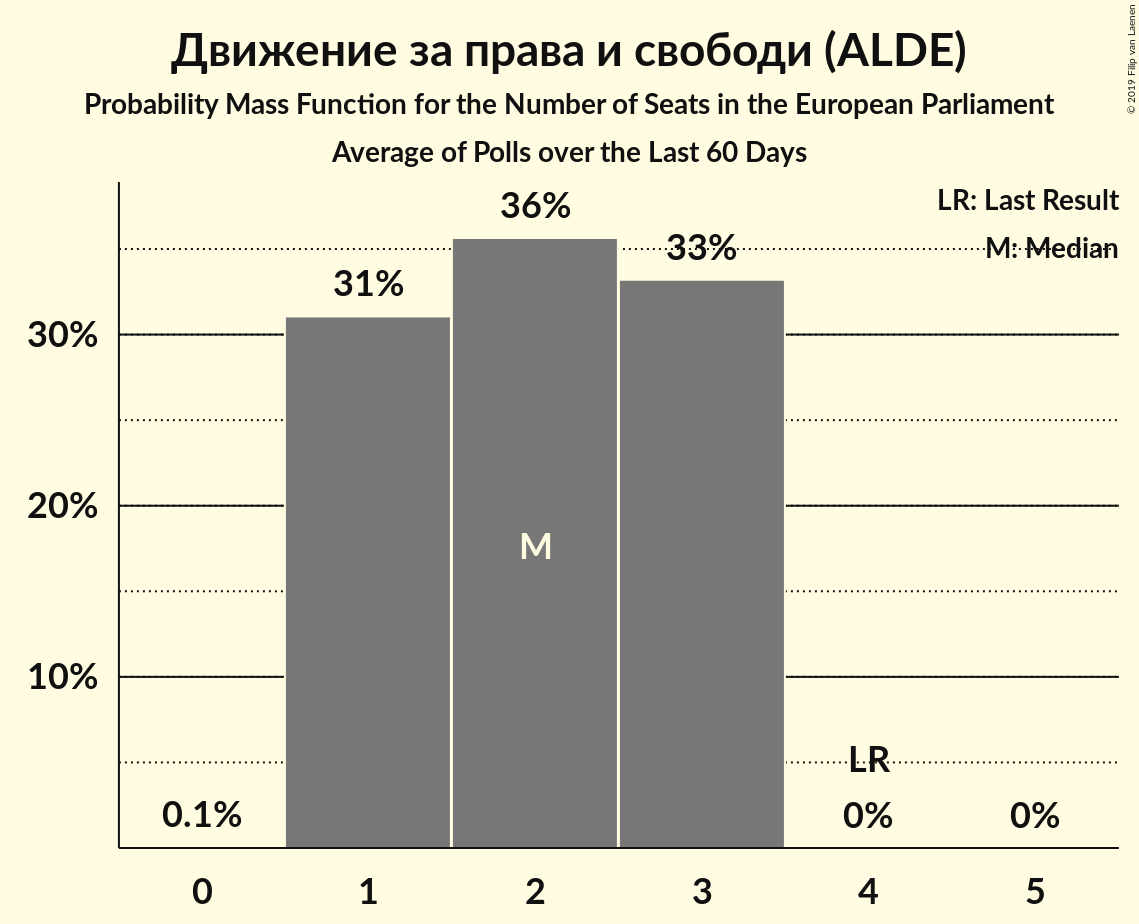 Движение за права и свободи (ALDE)
Probability Mass Function for the Number of Seats in the European Parliament
Average of Polls over the Last 60 Days
© 2019 Filip van Laenen
LR: Last Result
M: Median
36%
33%
31%
30%
20%
10%
M
LR
0.1%
0%
0%
0
1
2
3
4
5